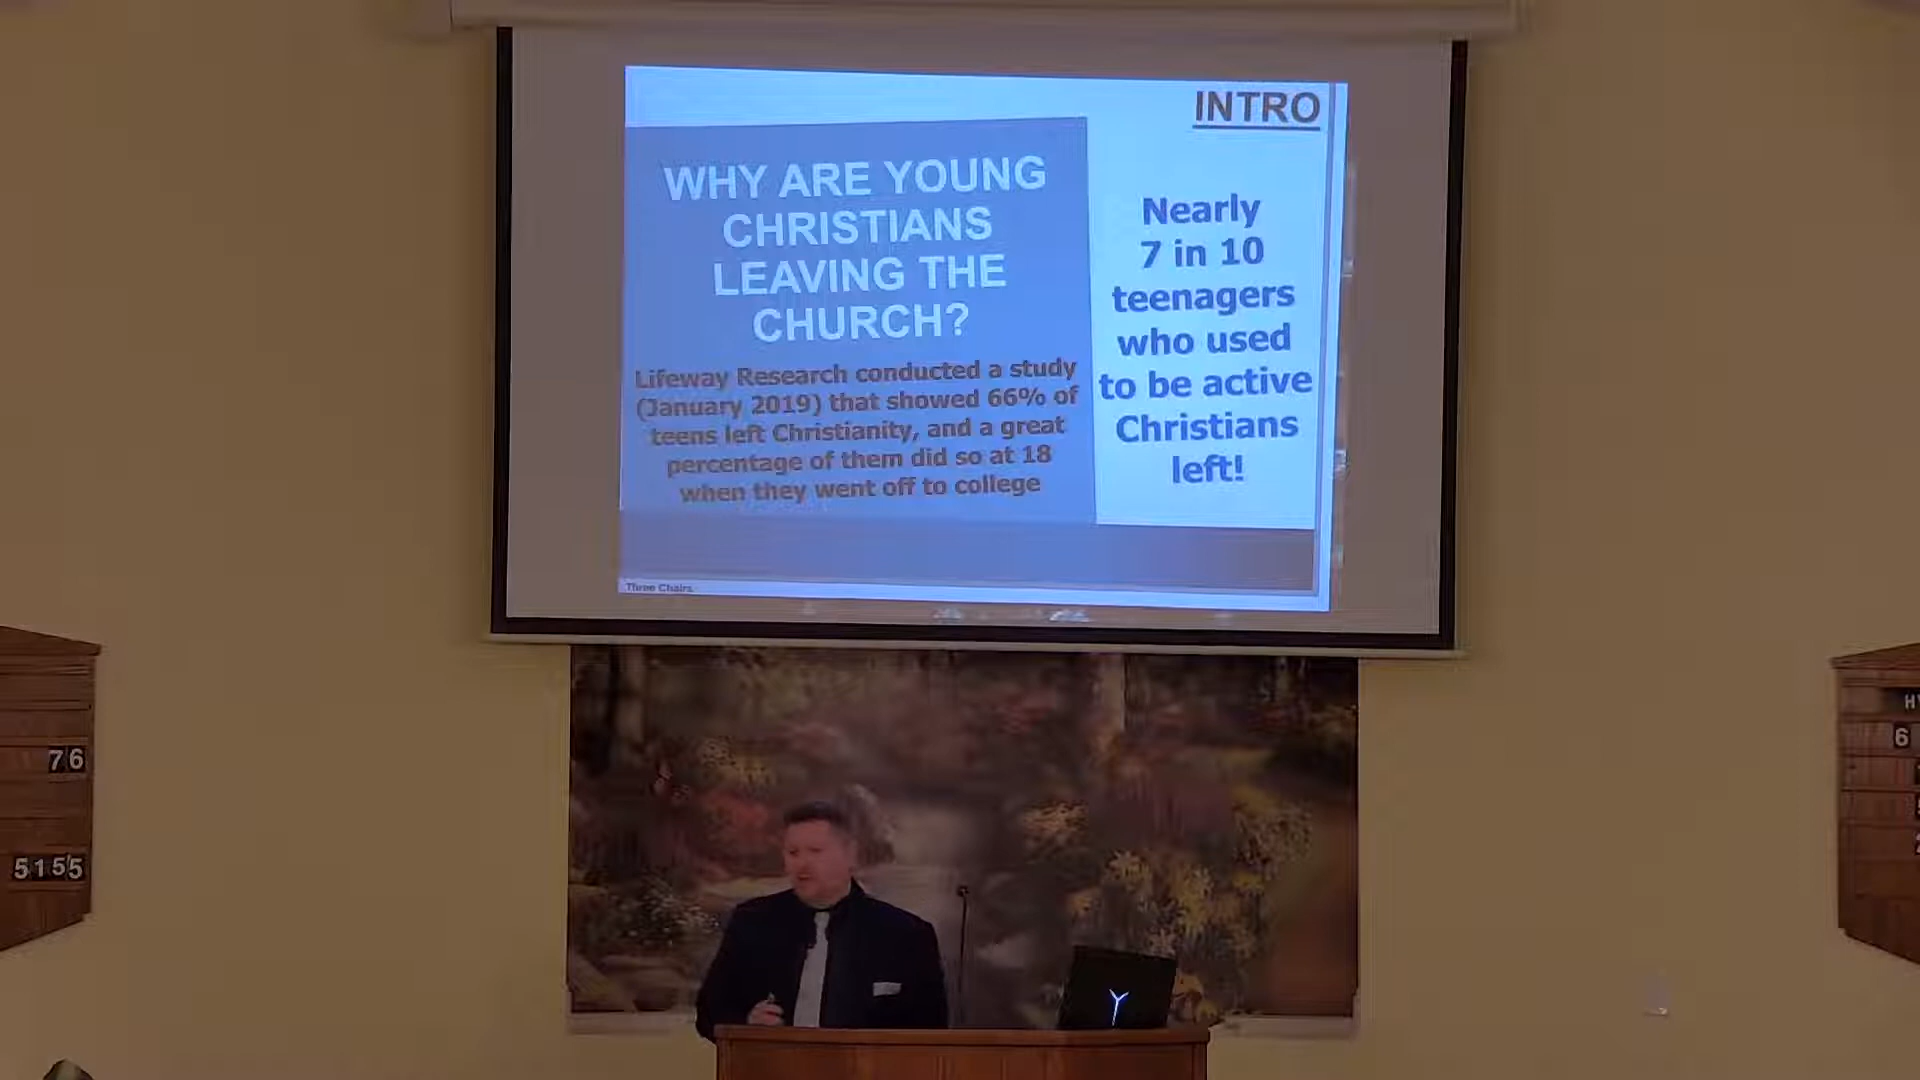 INTRO
WHY ARE YOUNG
CHRISTIANS
LEAVING THE
CHURCH?
Lifeway Research conducted a study
(January 2019) that showed 66% of
teens left Christianity, and a great
percentage of them did so at 18
when they went off to college
Nearly
7 in 10
teenagers
who used
to be active
Christians
left!
Three Chairs
76
5155
H
6